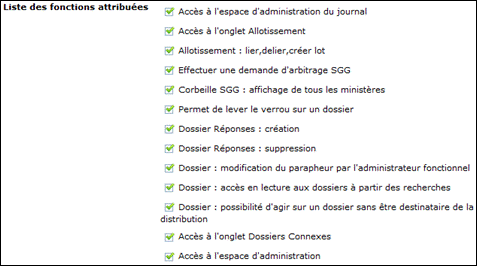 Liste des fonctions attribuées
Accès à l'espace d'administration du journal
Accès à l'onglet Allotissement
Allotissement : lier,delier,créer lot
Effectuer une demande d'arbitrage SGG
Corbeille SGG : affichage de tous les ministères
Permet de lever le verrou sur un dossier
Dossier Réponses : création
Dossier Réponses : suppression
Dossier : modification du parapheur par l'administrateur fonctionnel
Dossier : accès en lecture aux dossiers à partir des recherches
Dossier : possibilité d'agir sur un dossier sans être destinataire de la
distribution
Accès à l'onglet Dossiers Connexes
Accès à l'espace d'administration